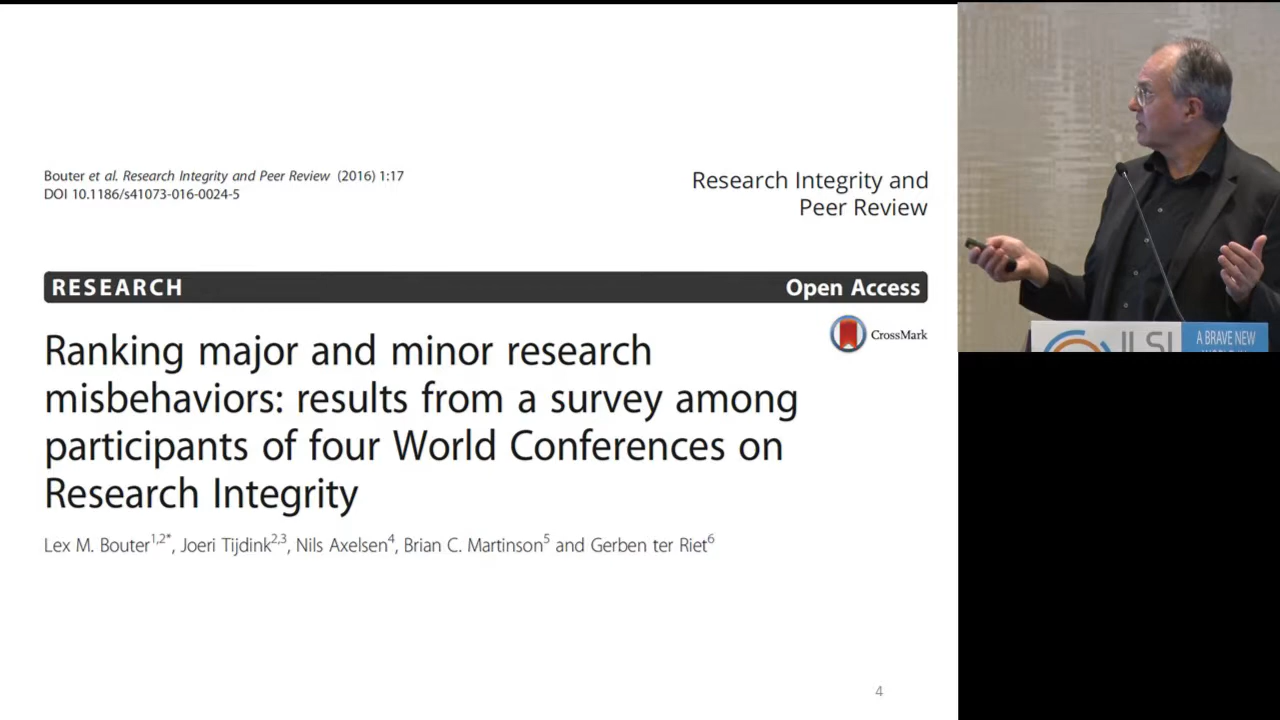 Bouter et al. Research Integrity and Peer Review (2016) 1:17
DOI 10.1186/s41073-016-0024-5
Research Integrity and
Peer Review
RESEARCH
Open Access
CrossMark
Ranking major and minor research
misbehaviors: results from a survey among
participants of four World Conferences on
Research Integrity
Lex M. Bouter1,2*, Joeri Tijdink2,3, Nils Axelsen4, Brian C. Martinson5 and Gerben ter Riet6
4
ILSI
A BRAVE NEW